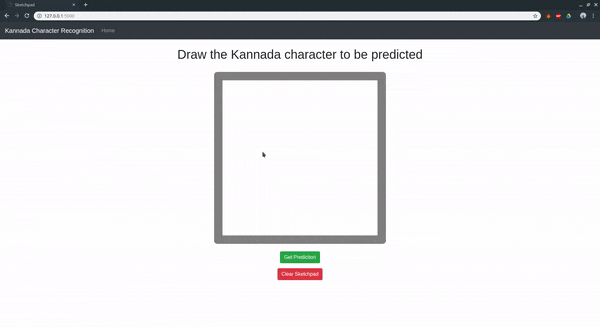 Sketchpad
127.0.0.1:5000
Kannada Character Recognition Home
Draw the Kannada character to be predicted
Get Prediction
Clear Sketchpad